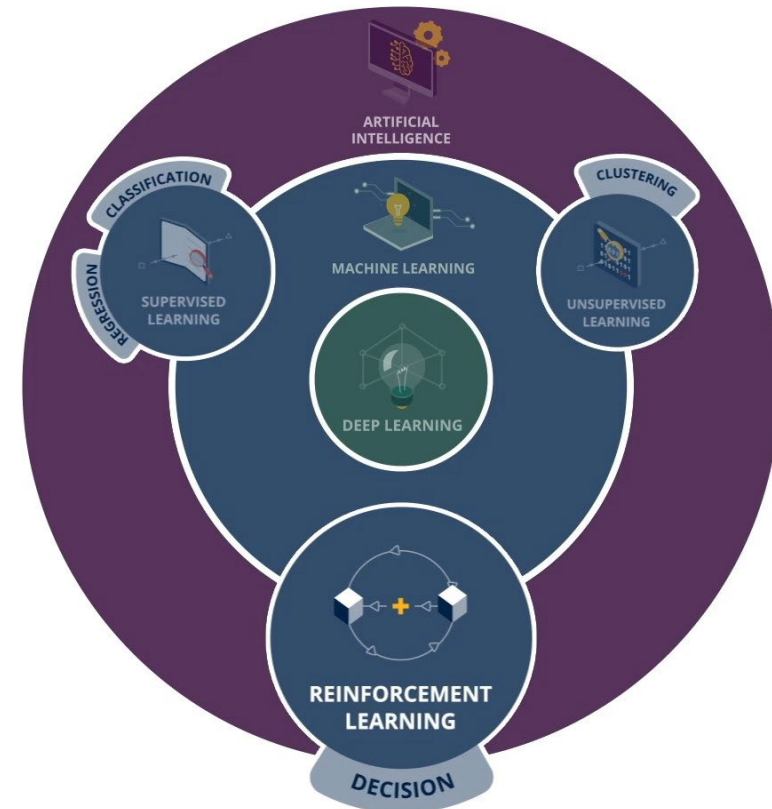 ARTIFICIAL
INTELLIGENCE
CLASSIFICATION
REGRESSION
SUPERVISED
LEARNING
MACHINE LEARNING
CLUSTERING
UNSUPERVISED
LEARNING
DEEP LEARNING
REINFORCEMENT
LEARNING
DECISION